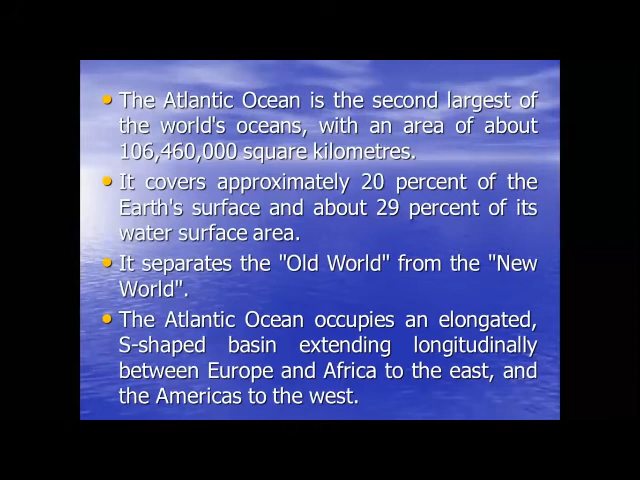 • The Atlantic Ocean is the second largest of
the world's oceans, with an area of about
106,460,000 square kilometres.
• It covers approximately 20 percent of the
Earth's surface and about 29 percent of its
water surface area.
• It separates the "Old World" from the "New
World".
• The Atlantic Ocean occupies an elongated,
S-shaped basin extending longitudinally
between Europe and Africa to the east, and
the Americas to the west.